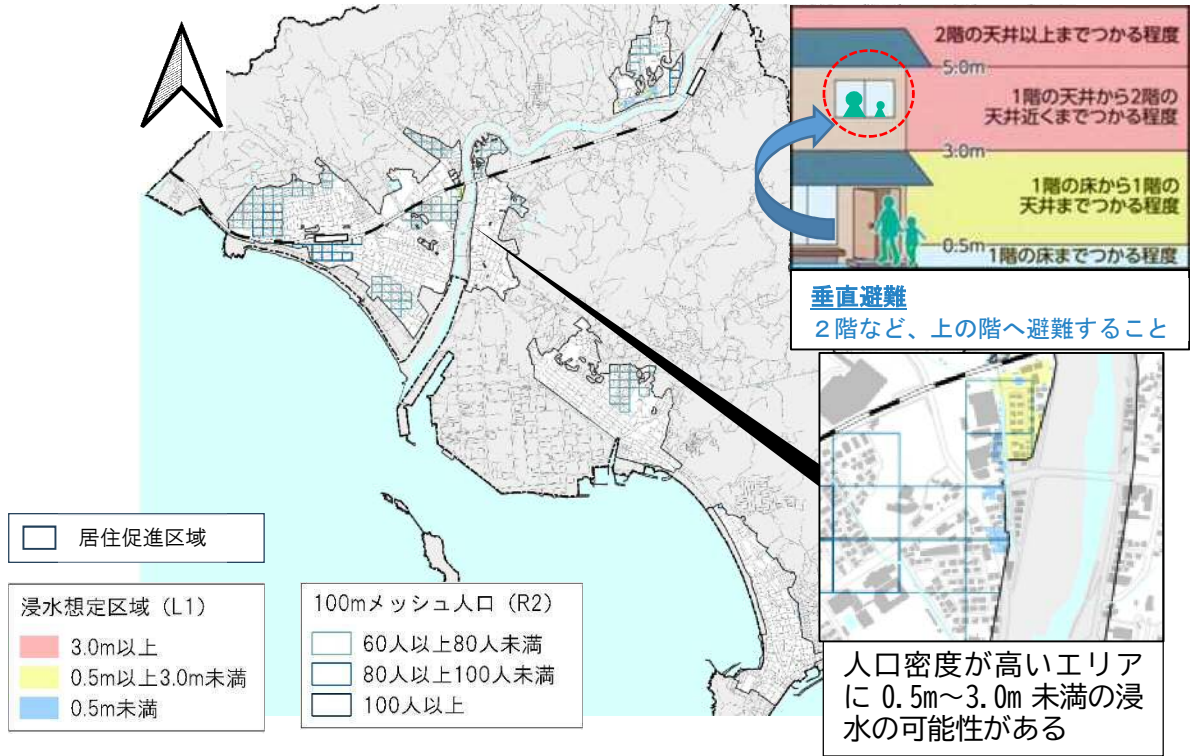 2階の天井以上までつかる程度
5.0m
1階の天井から2階の
天井近くまでつかる程度
3.0m
1階の床から1階の
天井までつかる程度
0.5m
1階の床までつかる程度
垂直避難
2階など、上の階へ避難すること
居住促進区域
浸水想定区域(L1)
3.0m以上
0.5m以上3.0m未満
0.5m未満
100mメッシュ人口(R2)
60人以上80人未満
80人以上100人未満
100人以上
人口密度が高いエリア
に 0.5m~3.0m 未満の浸
水の可能性がある